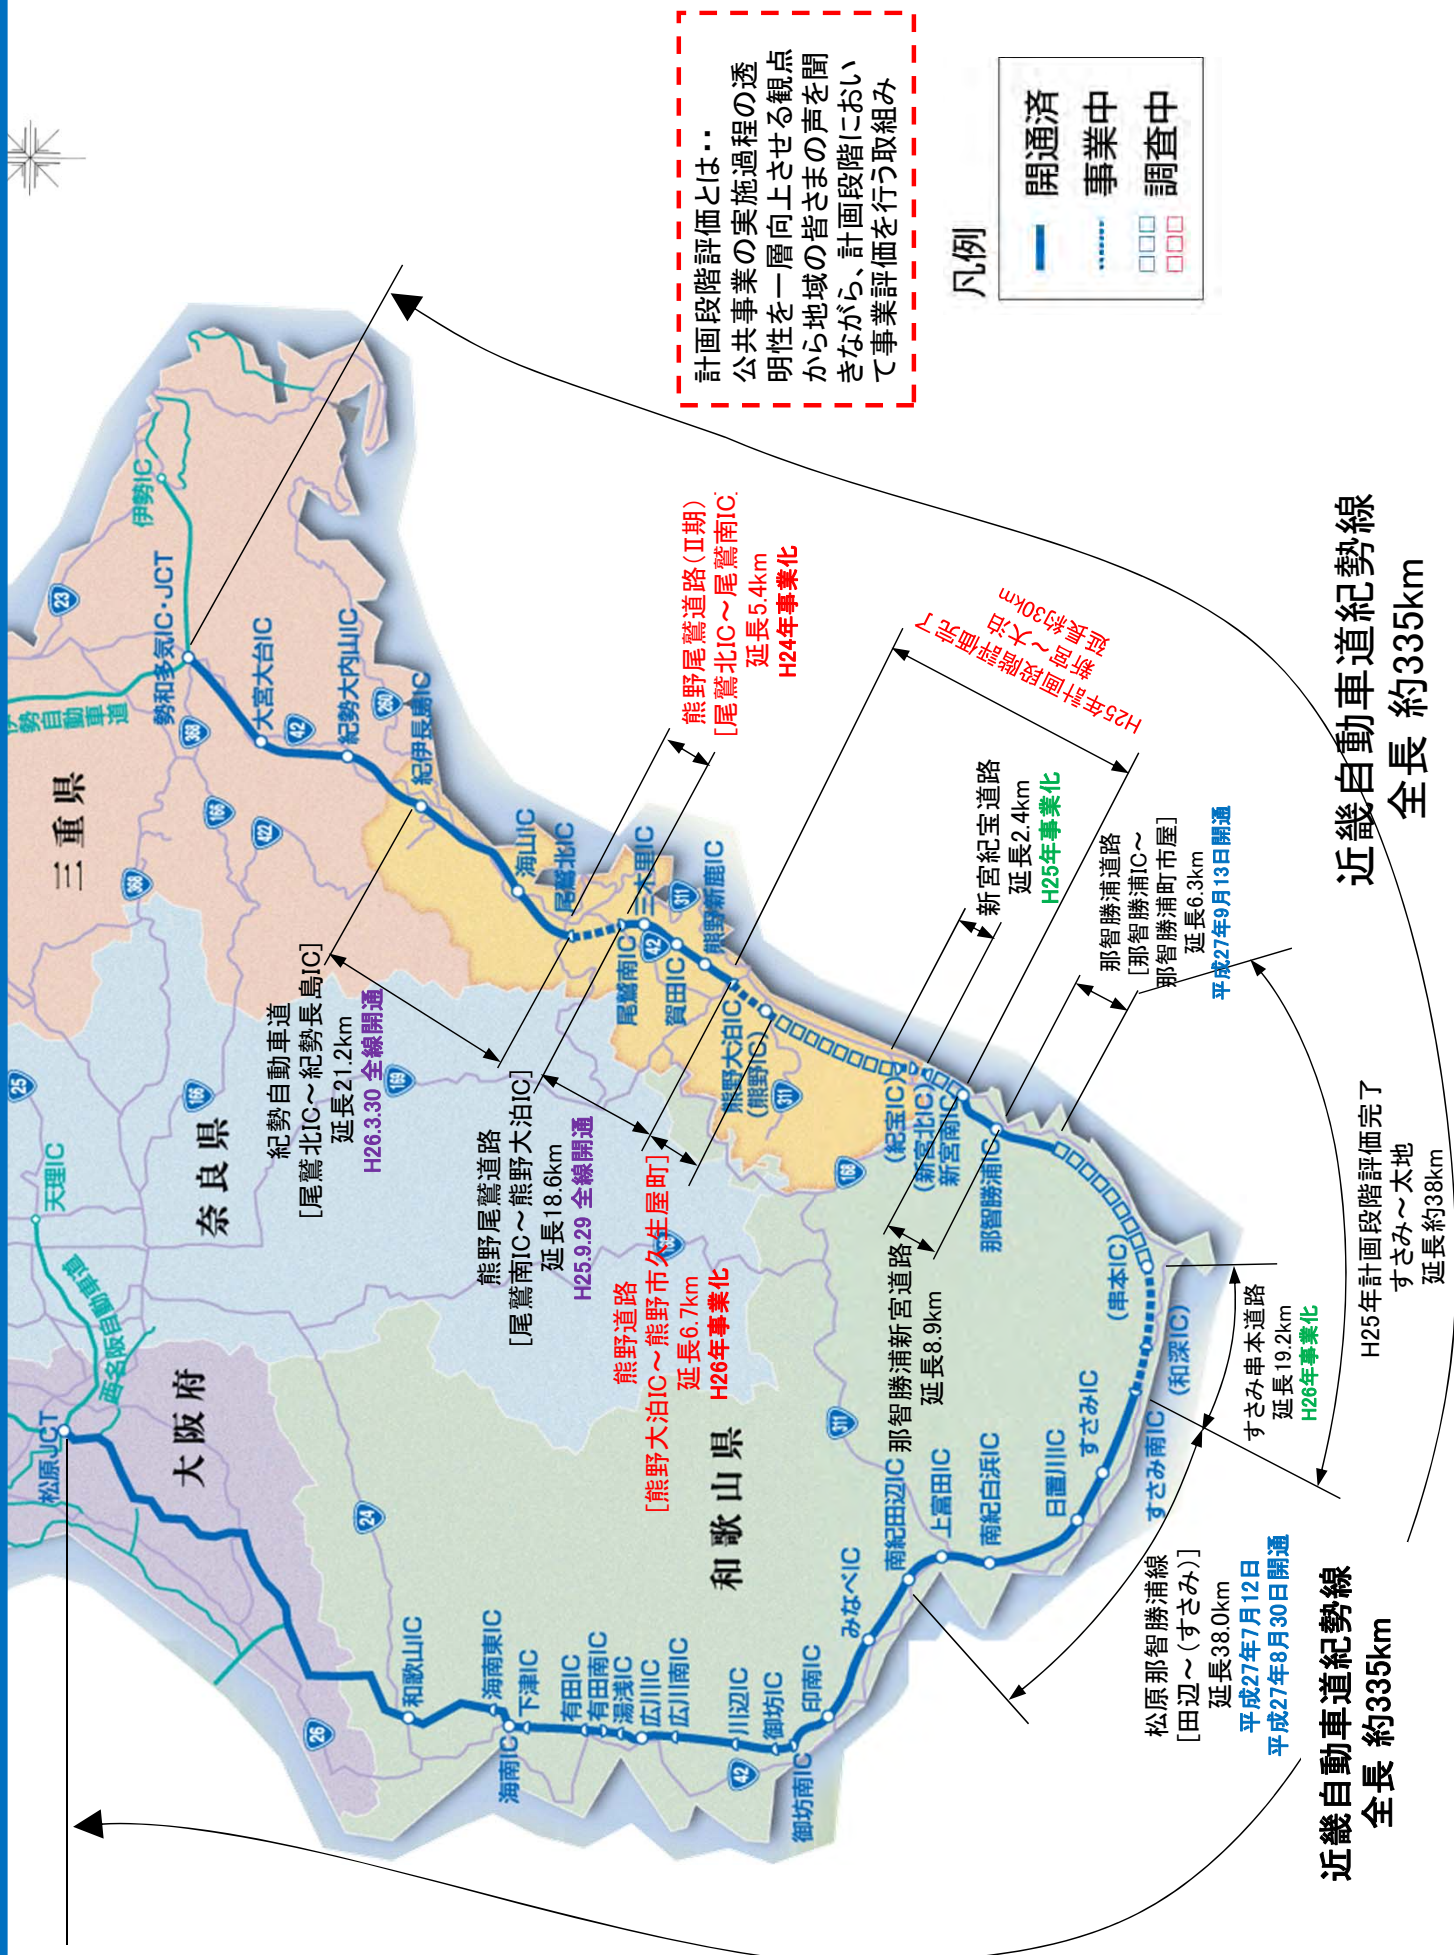 計画段階評価とは・・
公共事業の実施過程の透
明性を一層向上させる観点
から地域の皆さまの声を聞
きながら、計画段階におい
て事業評価を行う取組み
凡例
開通済
事業中
調査中
三重県
奈良県
大阪府
和歌山県
伊勢自動車道
西名阪自動車道
伊勢IC
勢和多気IC・JCT
大宮大台IC
紀勢大内山IC
紀伊長島IC
海山IC
尾鷲北IC
尾鷲南IC
三木里IC
賀田IC
熊野新鹿IC
熊野大泊IC
(熊野IC)
(紀宝IC)
(新宮北IC)
新宮南IC
那智勝浦IC
(串本IC)
(和深IC)
すさみ南IC
すさみIC
日置川IC
南紀白浜IC
上富田IC
南紀田辺IC
みなべIC
印南IC
御坊南IC
御坊IC
川辺IC
広川南IC
広川IC
湯浅IC
有田南IC
有田IC
下津IC
海南IC
海南東IC
和歌山IC
松原JCT
天理IC
23
368
42
260
166
422
368
25
166
169
311
42
311
168
311
24
26
42
紀勢自動車道
[尾鷲北IC～紀勢長島IC]
延長21.2km
H26.3.30 全線開通
熊野尾鷲道路
[尾鷲南IC～熊野大泊IC]
延長18.6km
H25.9.29 全線開通
熊野道路
[熊野大泊IC～熊野市久生屋町]
延長6.7km
H26年事業化
熊野尾鷲道路(Ⅱ期)
[尾鷲北IC～尾鷲南IC]
延長5.4km
H24年事業化
H25年計画段階評価完了
新宮～大泊
延長約30km
新宮紀宝道路
延長2.4km
H25年事業化
那智勝浦道路
[那智勝浦IC～
那智勝浦町市屋]
延長6.3km
平成27年9月13日開通
那智勝浦新宮道路
延長8.9km
H25年計画段階評価完了
すさみ～太地
延長約38km
すさみ串本道路
延長19.2km
H26年事業化
松原那智勝浦線
[田辺～(すさみ)]
延長38.0km
平成27年7月12日
平成27年8月30日開通
近畿自動車道紀勢線
全長 約335km
近畿自動車道紀勢線
全長 約335km